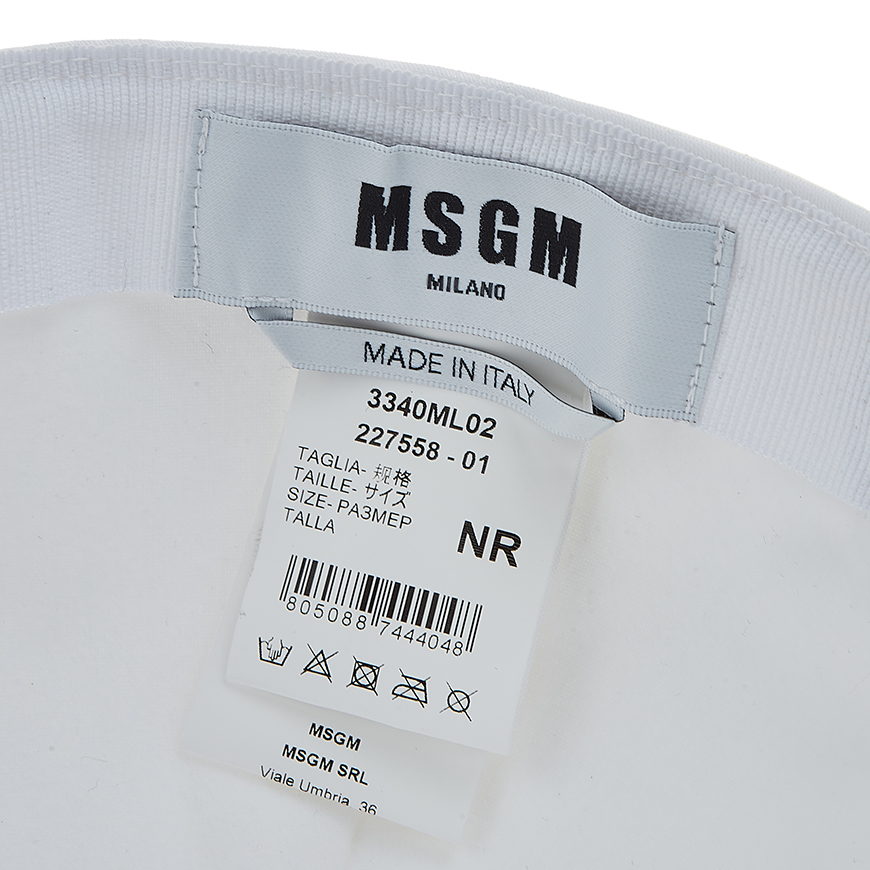 MSGM
MILANO
MADE IN ITALY
3340ML02
227558 - 01
TAGLIA- 规格
TAILLE- サイズ
SIZE- РАЗМЕР
TALLA
NR
805088 7444048
MSGM
MSGM SRL
Viale Umbria, 36